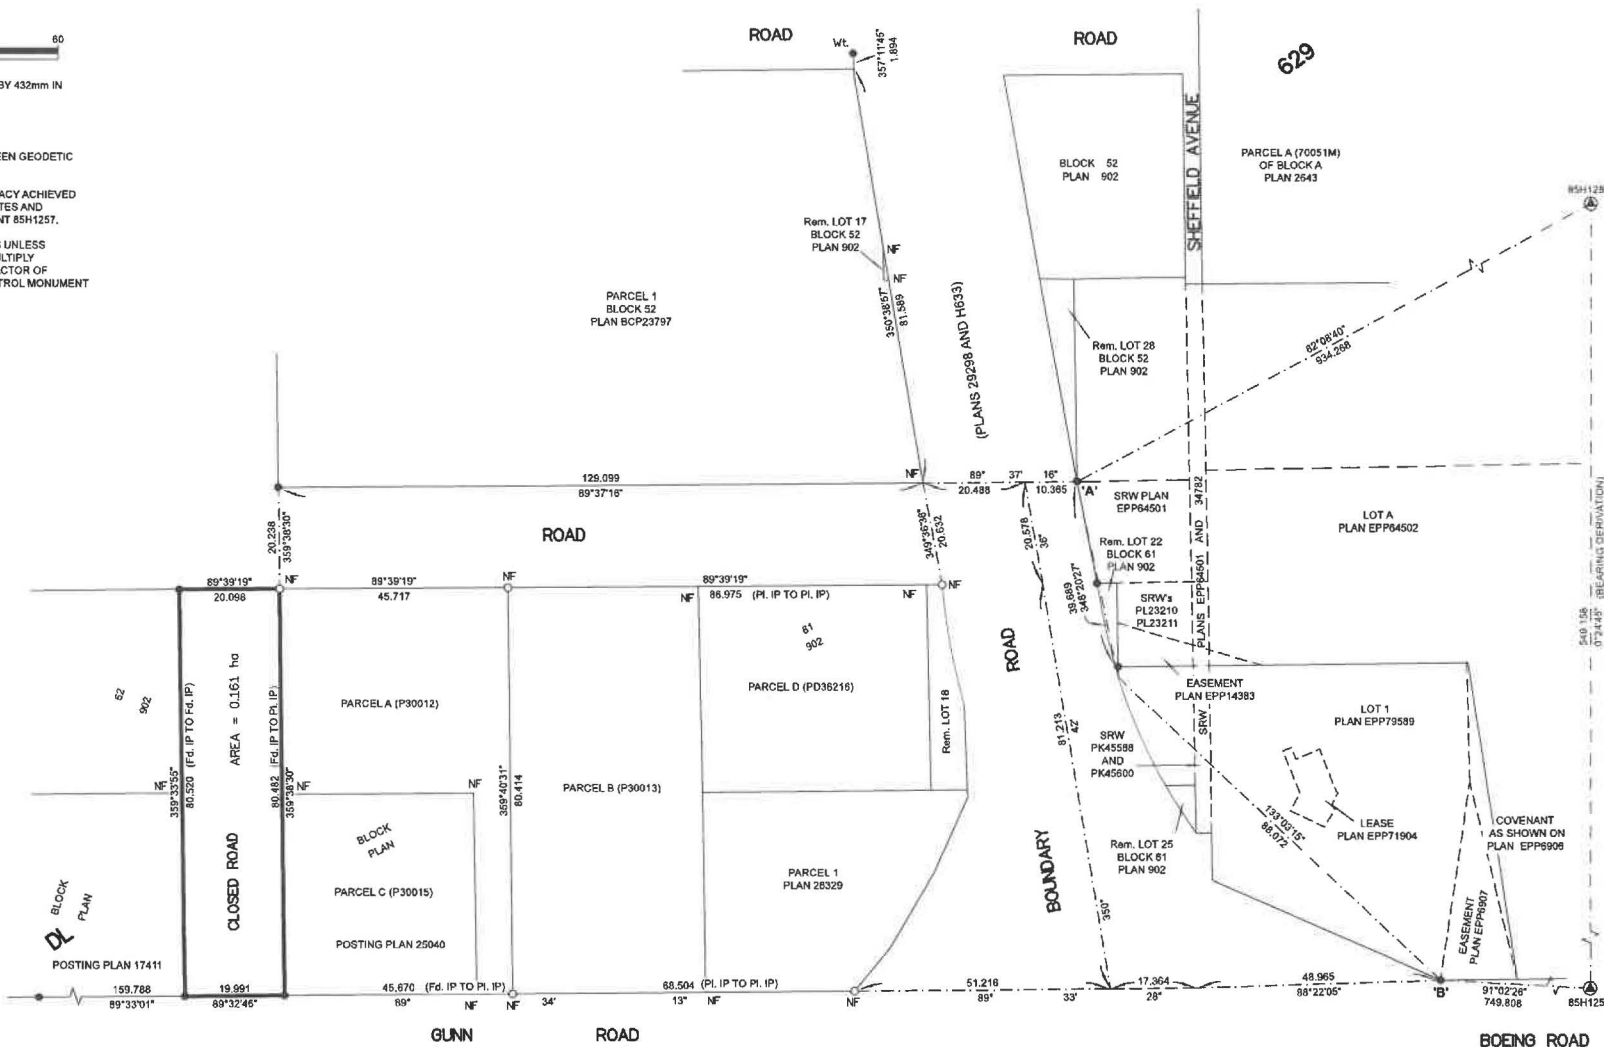 60
BY 432mm IN
EEN GEODETIC
ACY ACHIEVED
TES AND
NT 85H1257.
S UNLESS
LTIPLY
CTOR OF
TROL MONUMENT
ROAD
Wt.
357°11'45"
1.894
ROAD
629
SHEFFIELD AVENUE
BLOCK 52
PLAN 902
PARCEL A (70051M)
OF BLOCK A
PLAN 2643
Rem. LOT 17
BLOCK 52
PLAN 902
NF
NF
350°38'57"
81.589
PARCEL 1
BLOCK 52
PLAN BCP23797
(PLANS 29298 AND H633)
Rem. LOT 28
BLOCK 52
PLAN 902
62°08'40"
934.268
129.099
89°37'16"
NF
89° 37' 16"
20.488
10.365
'A'
SRW PLAN
EPP64501
34782
AND
PLANS EPP64501
SRW
LOT A
PLAN EPP64502
549.158
0°24'45" (BEARING DERIVATION)
20.238
359°38'30"
ROAD
349°36'36"
20.632
20.578
36"
Rem. LOT 22
BLOCK 61
PLAN 902
39.689
348°20'27"
SRW's
PL23210
PL23211
89°39'19"
20.098
NF
89°39'19"
45.717
NF
89°39'19"
86.975 (Pl. IP TO Pl. IP)
NF
NF
NF
61
902
ROAD
62
902
359°33'55"
80.520 (Fd. IP TO Fd. IP)
AREA = 0.161 ha
80.482 (Fd. IP TO Pl. IP)
359°38'30"
PARCEL A (P30012)
PARCEL D (PD36216)
Rem. LOT 18
EASEMENT
PLAN EPP14383
LOT 1
PLAN EPP79589
81.213
42'
SRW
PK45588
AND
PK45600
NF
NF
NF
359°40'31"
80.414
PARCEL B (P30013)
133°03'15"
88.072
LEASE
PLAN EPP71904
COVENANT
AS SHOWN ON
PLAN EPP6906
BLOCK
PLAN
CLOSED ROAD
PARCEL C (P30015)
PARCEL 1
PLAN 28329
BOUNDARY
350°
Rem. LOT 25
BLOCK 61
PLAN 902
EASEMENT
PLAN EPP6907
BLOCK
PLAN
DL
POSTING PLAN 17411
POSTING PLAN 25040
159.788
89°33'01"
19.991
89°32'45"
45.670 (Fd. IP TO Pl. IP)
89° 34' 13"
NF
NF
68.504 (Pl. IP TO Pl. IP)
NF
NF
51.216
17.364
89° 33' 28"
48.965
88°22'05"
'B'
91°02'26"
749.808
GUNN ROAD
BOEING ROAD